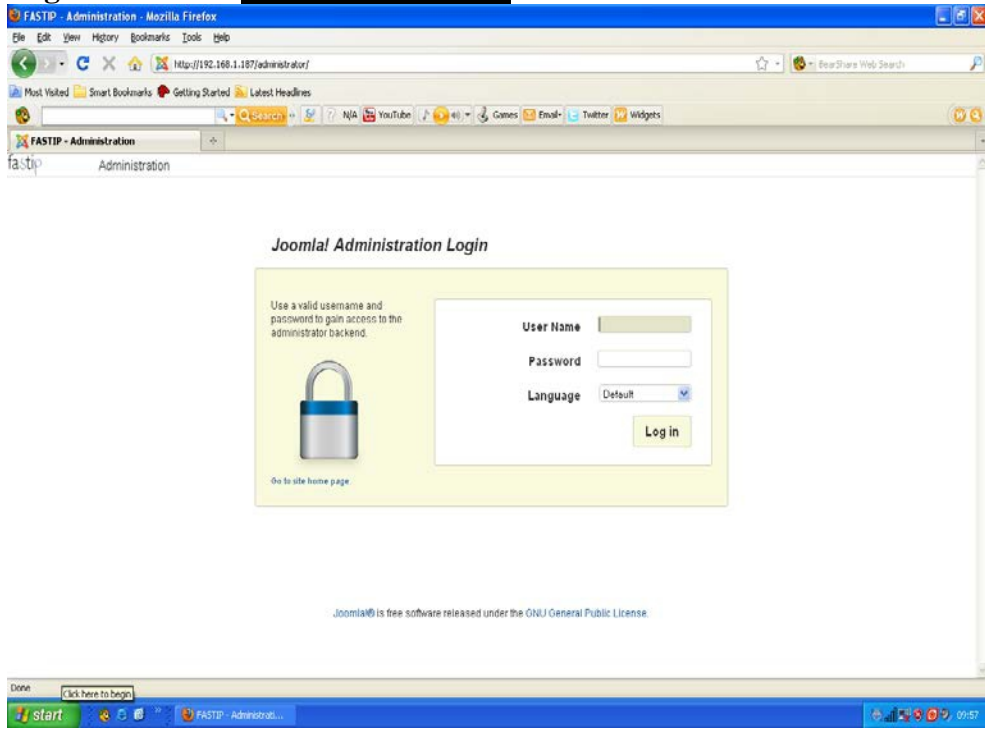 FASTIP - Administration - Mozilla Firefox
File Edit View History Bookmarks Tools Help
http://192.168.1.187/administrator/
BearShare Web Search
Most Visited Smart Bookmarks Getting Started Latest Headlines
Search N/A YouTube Games Email Twitter Widgets
FASTIP - Administration
fastip Administration
Joomla! Administration Login
Use a valid username and
password to gain access to the
administrator backend.
User Name
Password
Language Default
Log in
Go to site home page
Joomla!® is free software released under the GNU General Public License.
Done
Click here to begin
start FASTIP - Administrati... 09:57